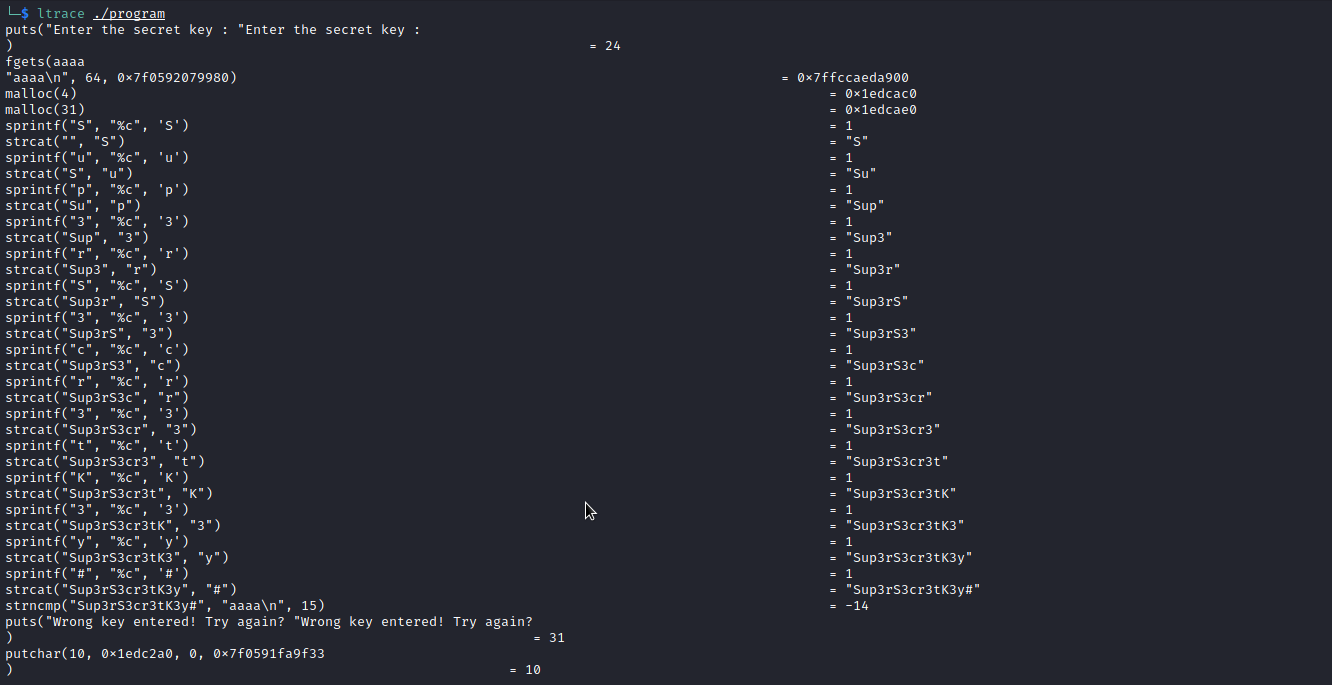 └─$ ltrace ./program
puts("Enter the secret key : "Enter the secret key :
) = 24
fgets(aaaa
"aaaa\n", 64, 0×7f0592079980) = 0×7ffccaeda900
malloc(4) = 0×1edcac0
malloc(31) = 0×1edcae0
sprintf("S", "%c", 'S') = 1
strcat("", "S") = "S"
sprintf("u", "%c", 'u') = 1
strcat("S", "u") = "Su"
sprintf("p", "%c", 'p') = 1
strcat("Su", "p") = "Sup"
sprintf("3", "%c", '3') = 1
strcat("Sup", "3") = "Sup3"
sprintf("r", "%c", 'r') = 1
strcat("Sup3", "r") = "Sup3r"
sprintf("S", "%c", 'S') = 1
strcat("Sup3r", "S") = "Sup3rS"
sprintf("3", "%c", '3') = 1
strcat("Sup3rS", "3") = "Sup3rS3"
sprintf("c", "%c", 'c') = 1
strcat("Sup3rS3", "c") = "Sup3rS3c"
sprintf("r", "%c", 'r') = 1
strcat("Sup3rS3c", "r") = "Sup3rS3cr"
sprintf("3", "%c", '3') = 1
strcat("Sup3rS3cr", "3") = "Sup3rS3cr3"
sprintf("t", "%c", 't') = 1
strcat("Sup3rS3cr3", "t") = "Sup3rS3cr3t"
sprintf("K", "%c", 'K') = 1
strcat("Sup3rS3cr3t", "K") = "Sup3rS3cr3tK"
sprintf("3", "%c", '3') = 1
strcat("Sup3rS3cr3tK", "3") = "Sup3rS3cr3tK3"
sprintf("y", "%c", 'y') = 1
strcat("Sup3rS3cr3tK3", "y") = "Sup3rS3cr3tK3y"
sprintf("#", "%c", '#') = 1
strcat("Sup3rS3cr3tK3y", "#") = "Sup3rS3cr3tK3y#"
strncmp("Sup3rS3cr3tK3y#", "aaaa\n", 15) = -14
puts("Wrong key entered! Try again? "Wrong key entered! Try again?
) = 31
putchar(10, 0×1edc2a0, 0, 0×7f0591fa9f33
) = 10